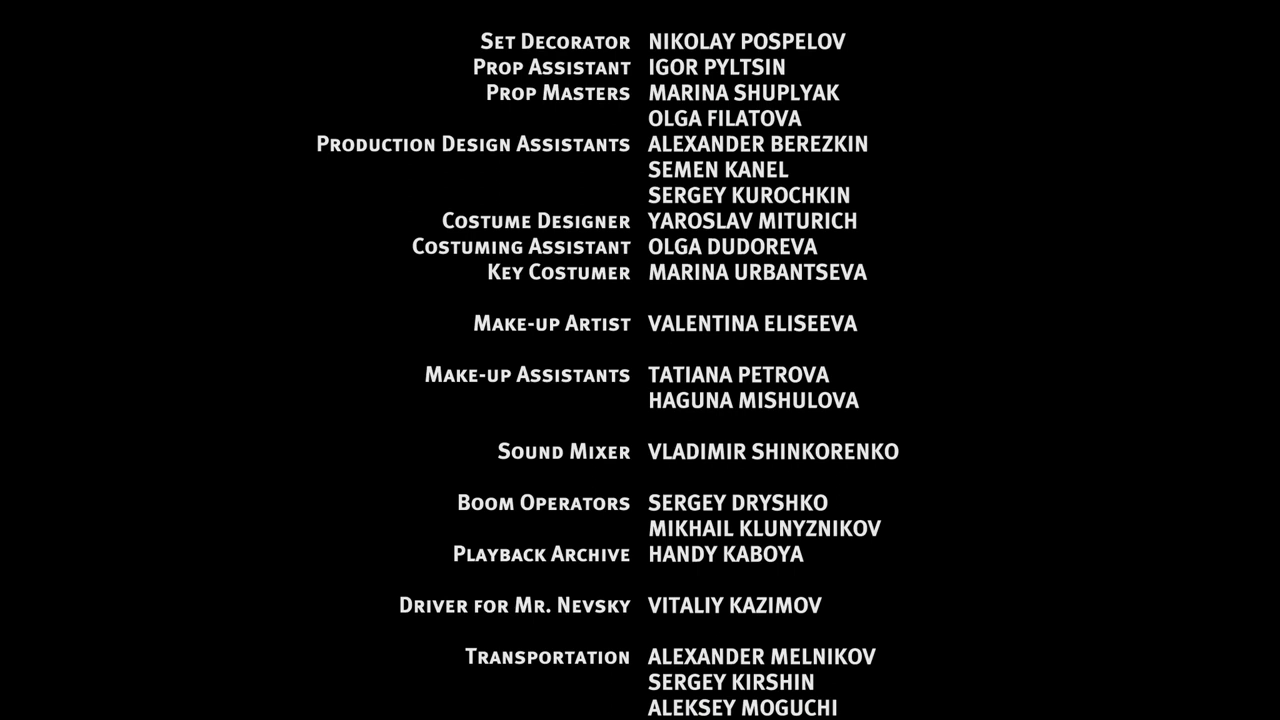 Set Decorator NIKOLAY POSPELOV
Prop Assistant IGOR PYLTSIN
Prop Masters MARINA SHUPLYAK
OLGA FILATOVA
Production Design Assistants ALEXANDER BEREZKIN
SEMEN KANEL
SERGEY KUROCHKIN
Costume Designer YAROSLAV MITURICH
Costuming Assistant OLGA DUDOREVA
Key Costumer MARINA URBANTSEVA
Make-up Artist VALENTINA ELISEEVA
Make-up Assistants TATIANA PETROVA
HAGUNA MISHULOVA
Sound Mixer VLADIMIR SHINKORENKO
Boom Operators SERGEY DRYSHKO
MIKHAIL KLUNYZNIKOV
Playback Archive HANDY KABOYA
Driver for Mr. Nevsky VITALIY KAZIMOV
Transportation ALEXANDER MELNIKOV
SERGEY KIRSHIN
ALEKSEY MOGUCHI